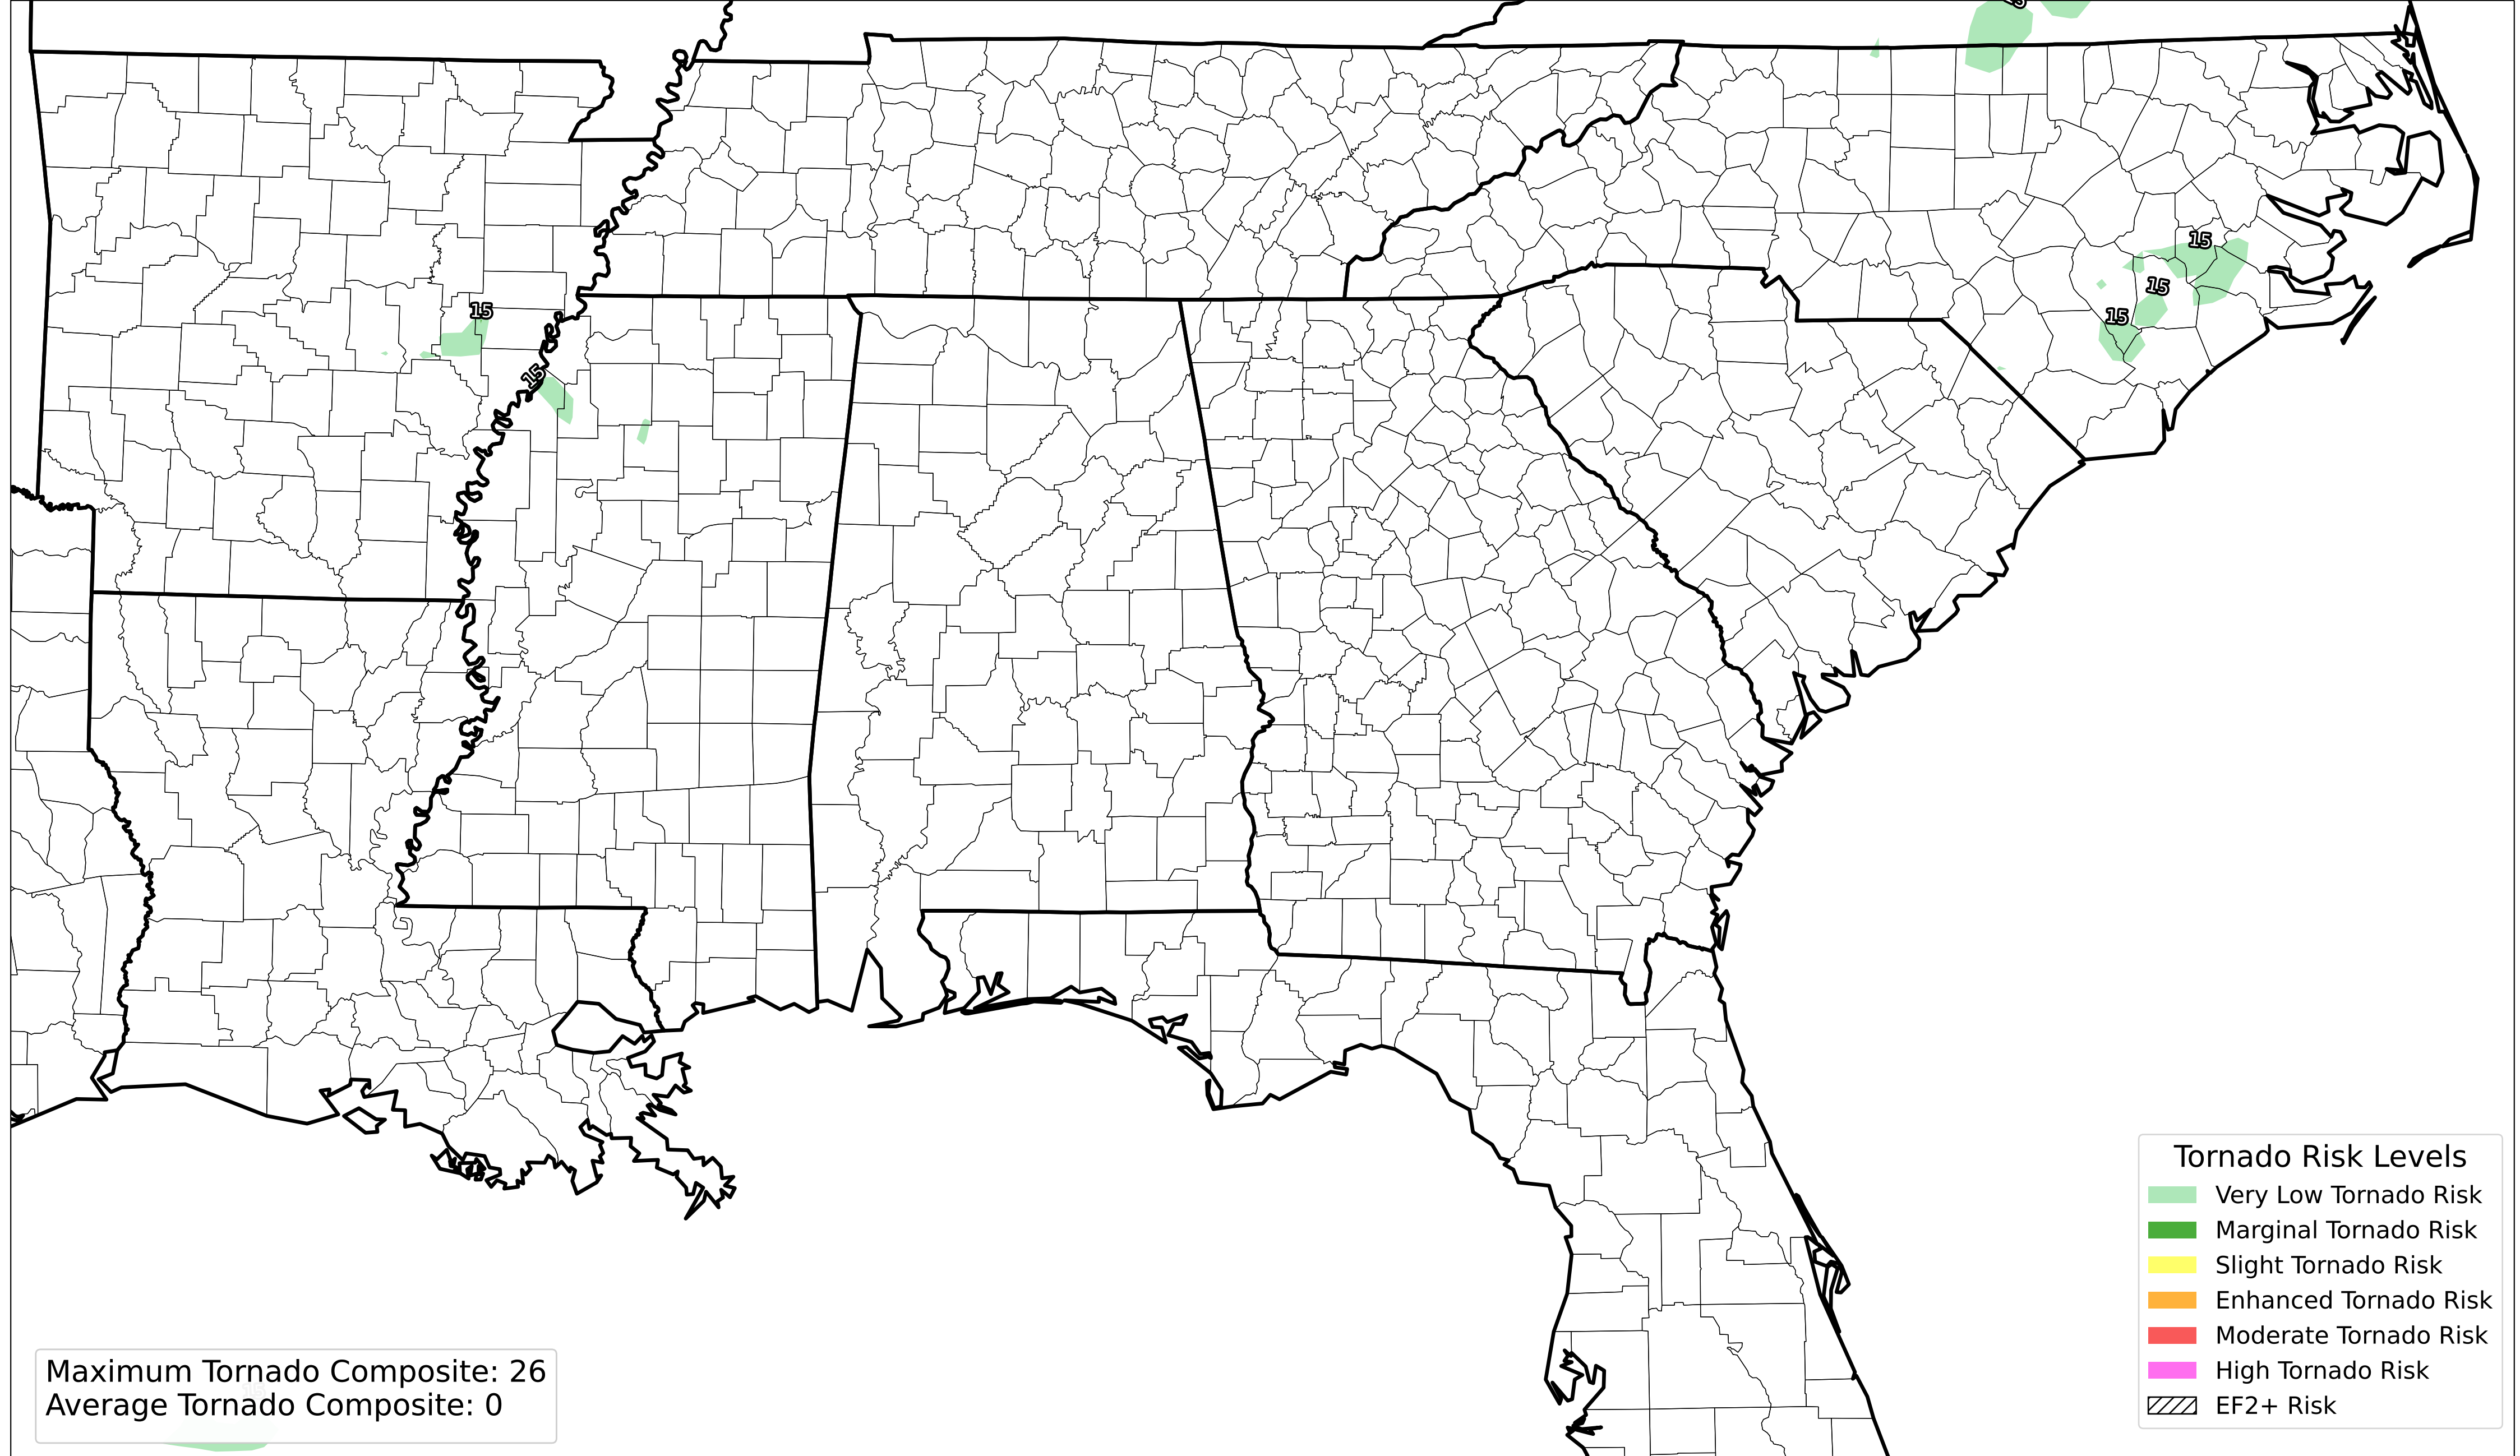 15
15
15
15
15
Tornado Risk Levels
Very Low Tornado Risk
Marginal Tornado Risk
Slight Tornado Risk
Enhanced Tornado Risk
Moderate Tornado Risk
High Tornado Risk
EF2+ Risk
Maximum Tornado Composite: 26
Average Tornado Composite: 0